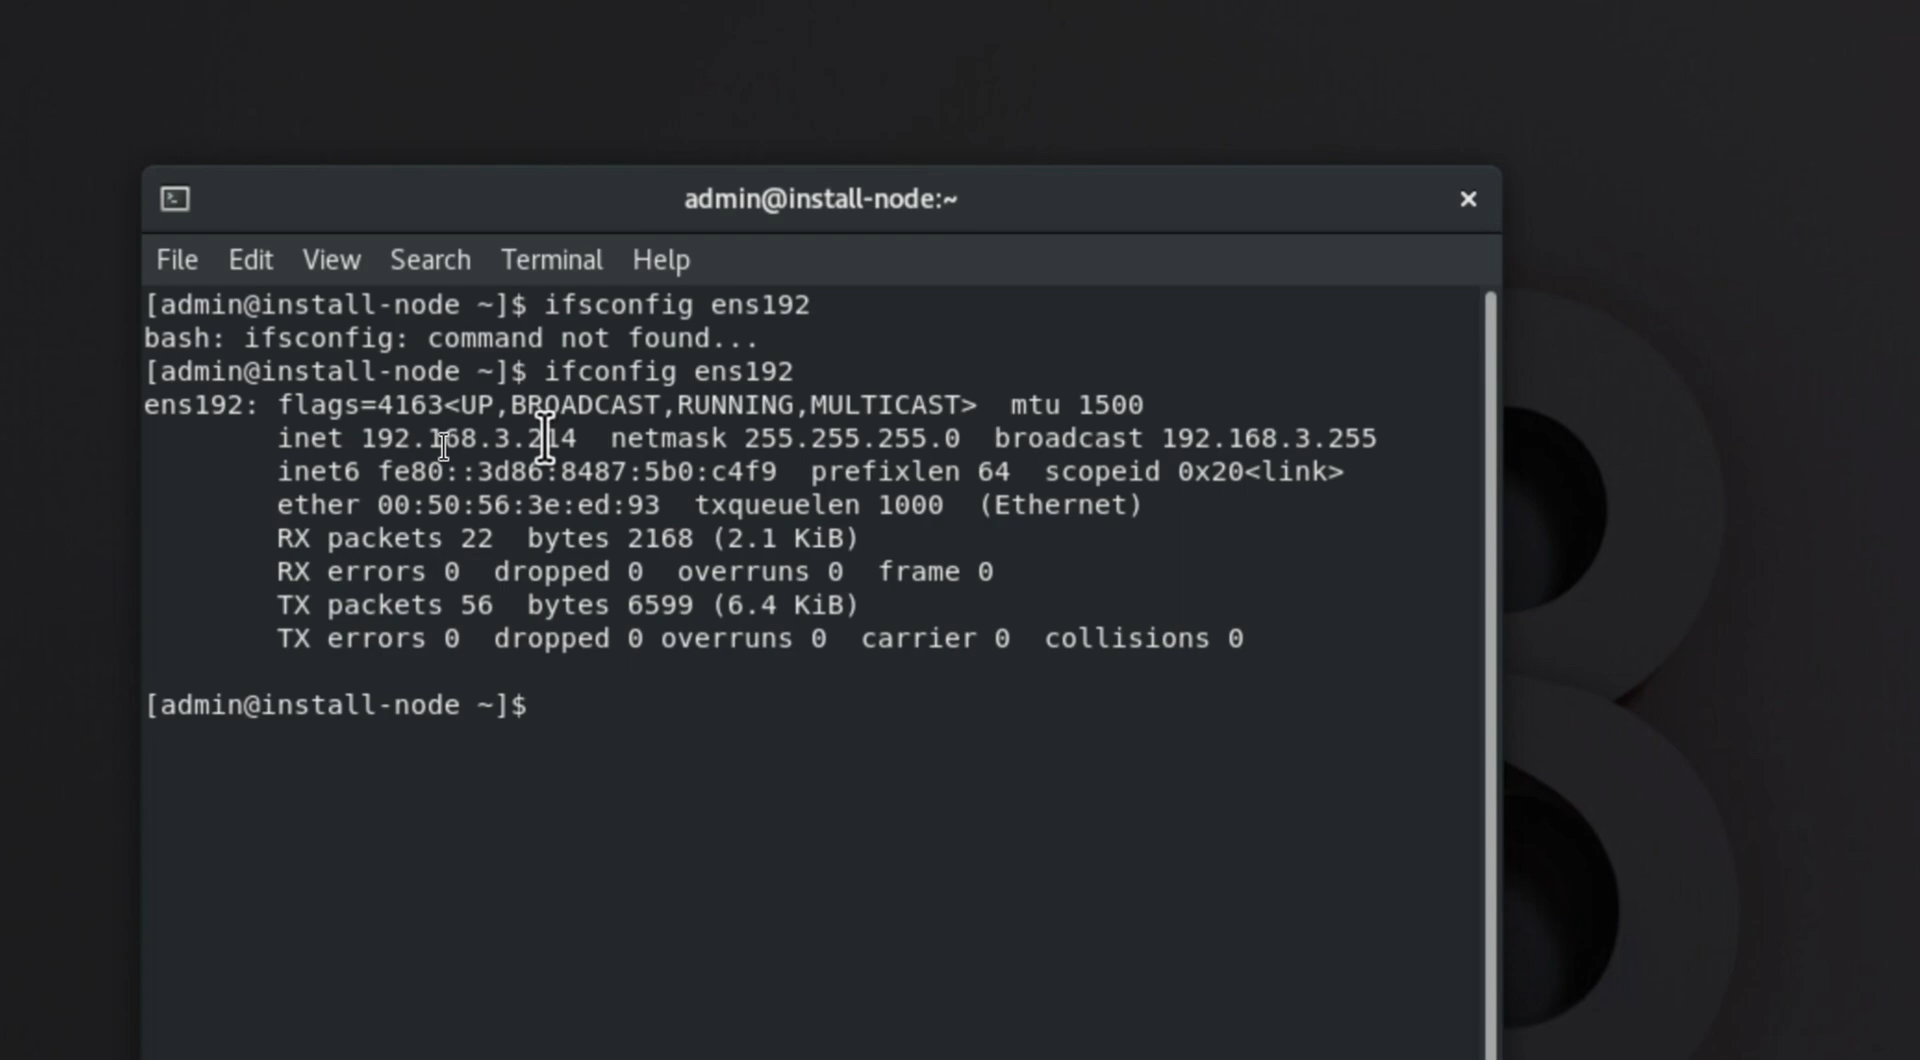 admin@install-node:~
File Edit View Search Terminal Help
[admin@install-node ~]$ ifsconfig ens192
bash: ifsconfig: command not found...
[admin@install-node ~]$ ifconfig ens192
ens192: flags=4163<UP,BROADCAST,RUNNING,MULTICAST>  mtu 1500
        inet 192.168.3.214  netmask 255.255.255.0  broadcast 192.168.3.255
        inet6 fe80::3d86:8487:5b0:c4f9  prefixlen 64  scopeid 0x20<link>
        ether 00:50:56:3e:ed:93  txqueuelen 1000  (Ethernet)
        RX packets 22  bytes 2168 (2.1 KiB)
        RX errors 0  dropped 0  overruns 0  frame 0
        TX packets 56  bytes 6599 (6.4 KiB)
        TX errors 0  dropped 0 overruns 0  carrier 0  collisions 0
[admin@install-node ~]$